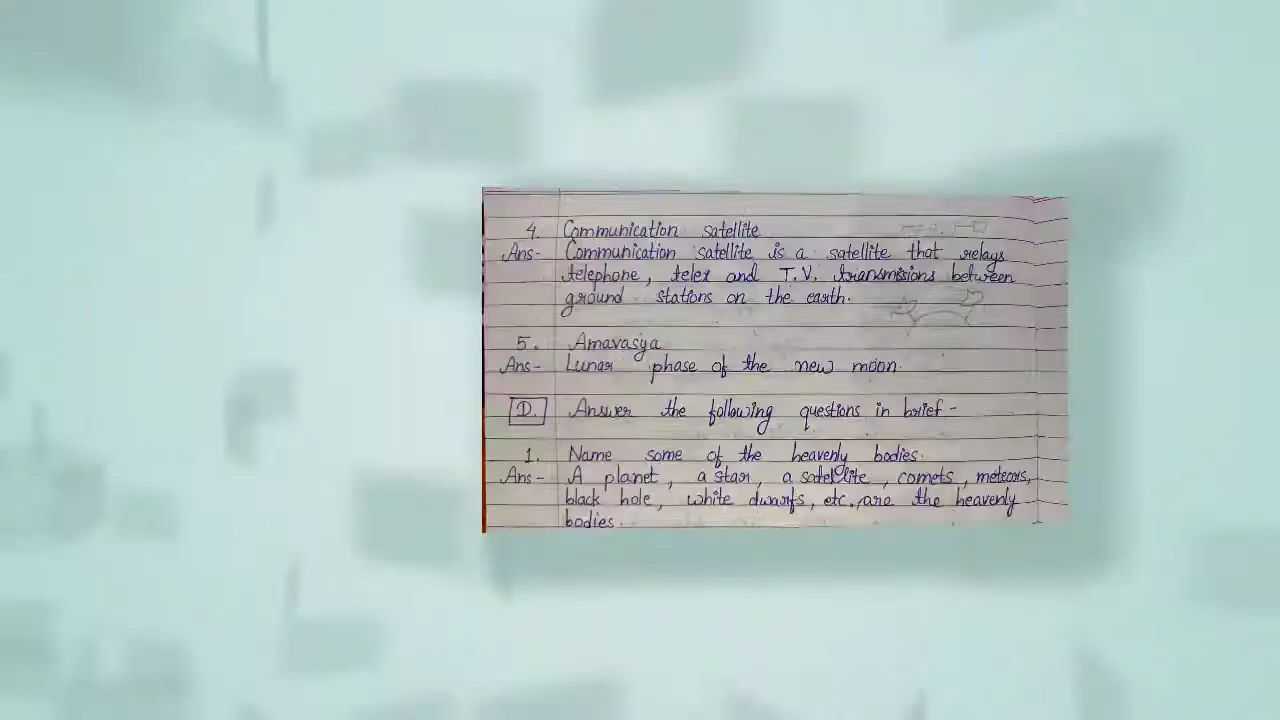 4. Communication satellite
Ans- Communication satellite is a satellite that relays
telephone, telex and T.V. transmissions between
ground stations on the earth.
5. Amavasya
Ans- Lunar phase of the new moon.
D. Answer the following questions in brief -
1. Name some of the heavenly bodies.
Ans- A planet, a star, a satellite, comets, meteors,
black hole, white dwarfs, etc., are the heavenly
bodies.